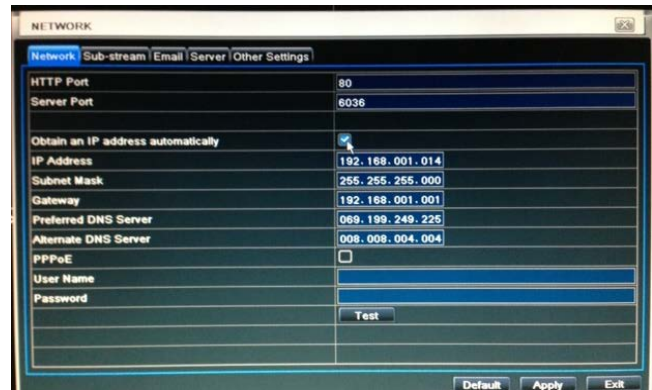 NETWORK
Network Sub-stream Email Server Other Settings
HTTP Port 80
Server Port 6036
Obtain an IP address automatically
IP Address 192.168.001.014
Subnet Mask 255.255.255.000
Gateway 192.168.001.001
Preferred DNS Server 069.199.249.225
Alternate DNS Server 008.008.004.004
PPPoE
User Name
Password
Test
Default Apply Exit